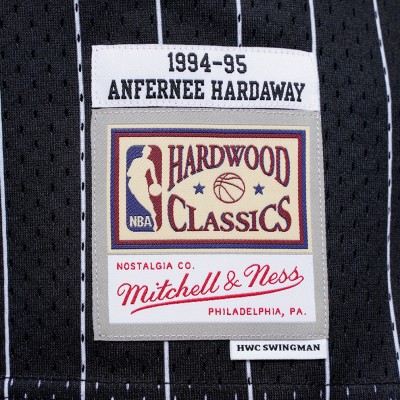 1994-95
ANFERNEE HARDAWAY
HARDWOOD
CLASSICS
NBA
NOSTALGIA CO.
Mitchell & Ness
PHILADELPHIA, PA.
HWC SWINGMAN